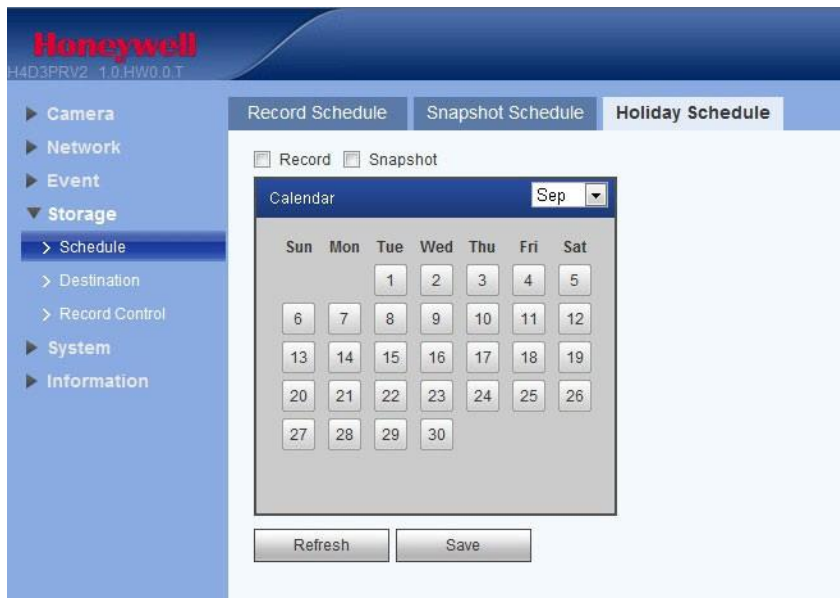 Honeywell
H4D3PRV2 1.0.HW0.0.T
Camera
Network
Event
Storage
Schedule
Destination
Record Control
System
Information
Record Schedule Snapshot Schedule Holiday Schedule
Record Snapshot
Calendar Sep
Sun Mon Tue Wed Thu Fri Sat
1 2 3 4 5
6 7 8 9 10 11 12
13 14 15 16 17 18 19
20 21 22 23 24 25 26
27 28 29 30
Refresh Save